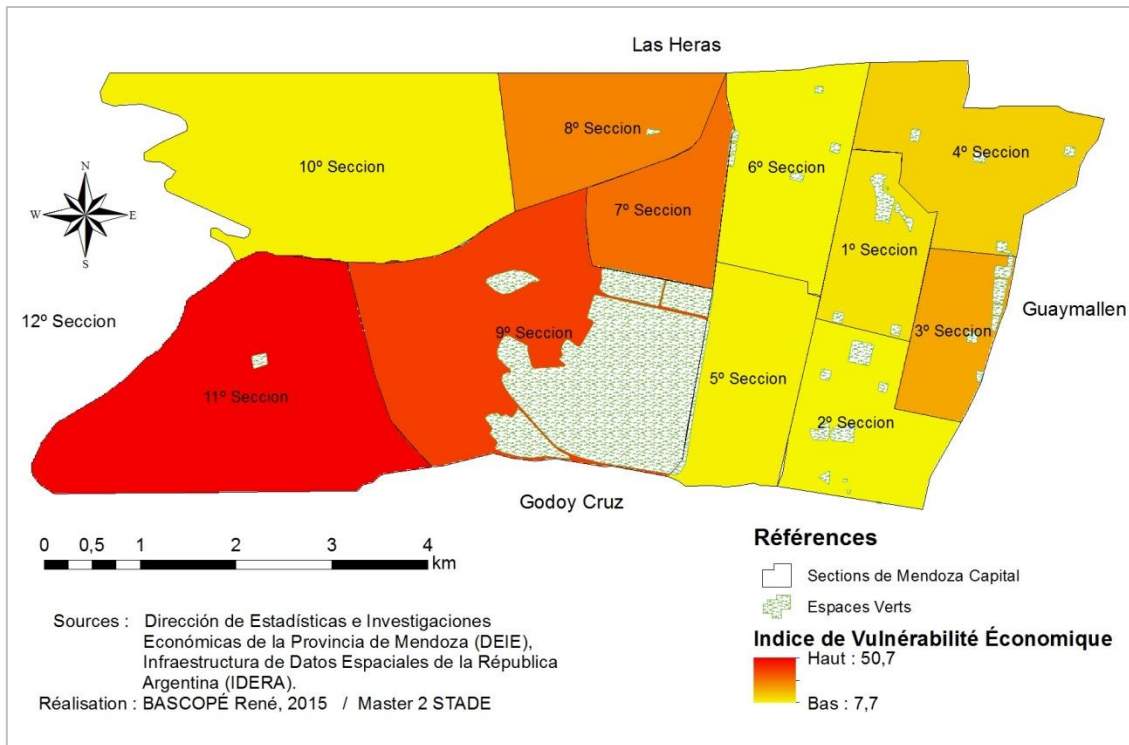 Las Heras
8º Seccion
10º Seccion
6º Seccion
4º Seccion
7º Seccion
1º Seccion
N
W
E
S
12º Seccion
Guaymallen
9º Seccion
3º Seccion
5º Seccion
11º Seccion
2º Seccion
Godoy Cruz
0 0,5 1 2 3 4
km
Références
Sections de Mendoza Capital
Espaces Verts
Indice de Vulnérabilité Économique
Haut : 50,7
Bas : 7,7
Sources : Dirección de Estadísticas e Investigaciones
Económicas de la Provincia de Mendoza (DEIE),
Infraestructura de Datos Espaciales de la Républica
Argentina (IDERA).
Réalisation : BASCOPÉ René, 2015 / Master 2 STADE